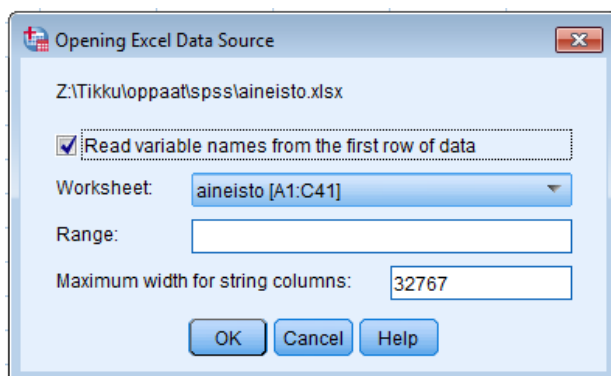 Opening Excel Data Source
Z:\Tikku\oppaat\spss\aineisto.xlsx
Read variable names from the first row of data
Worksheet: aineisto [A1:C41]
Range:
Maximum width for string columns: 32767
OK Cancel Help